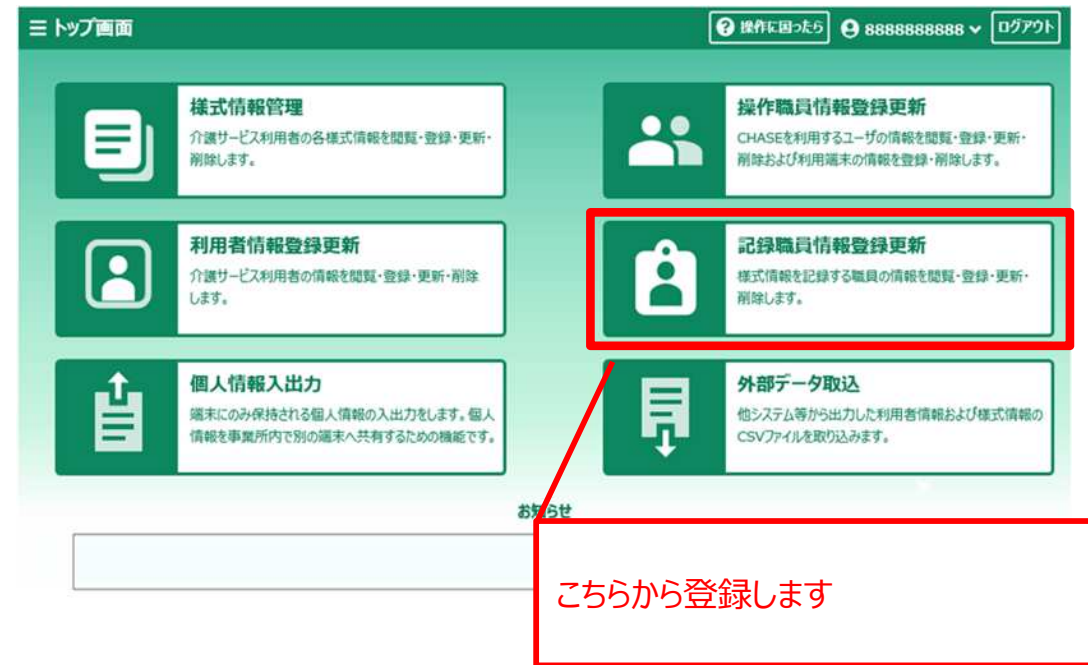 トップ画面
操作に困ったら
8888888888
ログアウト
様式情報管理
介護サービス利用者の各様式情報を閲覧・登録・更新・
削除します。
操作職員情報登録更新
CHASEを利用するユーザの情報を閲覧・登録・更新・
削除および利用端末の情報を登録・削除します。
利用者情報登録更新
介護サービス利用者の情報を閲覧・登録・更新・削除
します。
記録職員情報登録更新
様式情報を記録する職員の情報を閲覧・登録・更新・
削除します。
個人情報入出力
端末にのみ保持される個人情報の入出力をします。個人
情報を事業所内で別の端末へ共有するための機能です。
外部データ取込
他システム等から出力した利用者情報および様式情報の
CSVファイルを取り込みます。
お知らせ
こちらから登録します